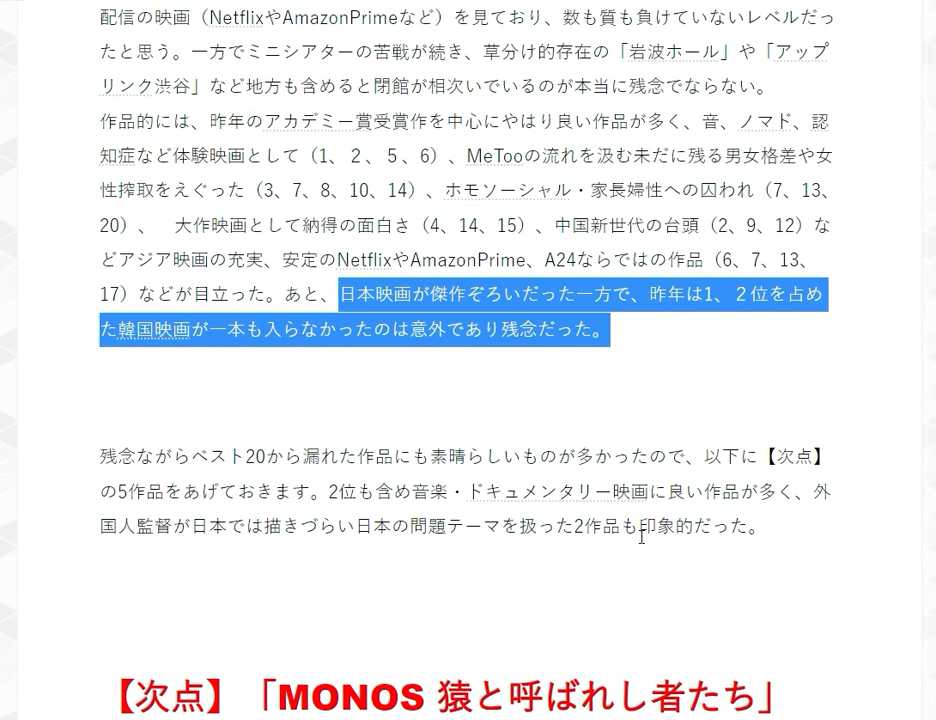 配信の映画（NetflixやAmazonPrimeなど）を見ており、数も質も負けていないレベルだっ
たと思う。一方でミニシアターの苦戦が続き、草分け的存在の「岩波ホール」や「アップ
リンク渋谷」など地方も含めると閉館が相次いでいるのが本当に残念でならない。
作品的には、昨年のアカデミー賞受賞作を中心にやはり良い作品が多く、音、ノマド、認
知症など体験映画として（1、２、５、6）、MeTooの流れを汲む未だに残る男女格差や女
性搾取をえぐった（3、7、8、10、14）、ホモソーシャル・家長婦性への囚われ（7、13、
20）、　大作映画として納得の面白さ（4、14、15）、中国新世代の台頭（2、9、12）な
どアジア映画の充実、安定のNetflixやAmazonPrime、A24ならではの作品（6、7、13、
17）などが目立った。あと、日本映画が傑作ぞろいだった一方で、昨年は1、２位を占め
た韓国映画が一本も入らなかったのは意外であり残念だった。
残念ながらベスト20から漏れた作品にも素晴らしいものが多かったので、以下に【次点】
の5作品をあげておきます。2位も含め音楽・ドキュメンタリー映画に良い作品が多く、外
国人監督が日本では描きづらい日本の問題テーマを扱った2作品も印象的だった。
【次点】「MONOS 猿と呼ばれし者たち」